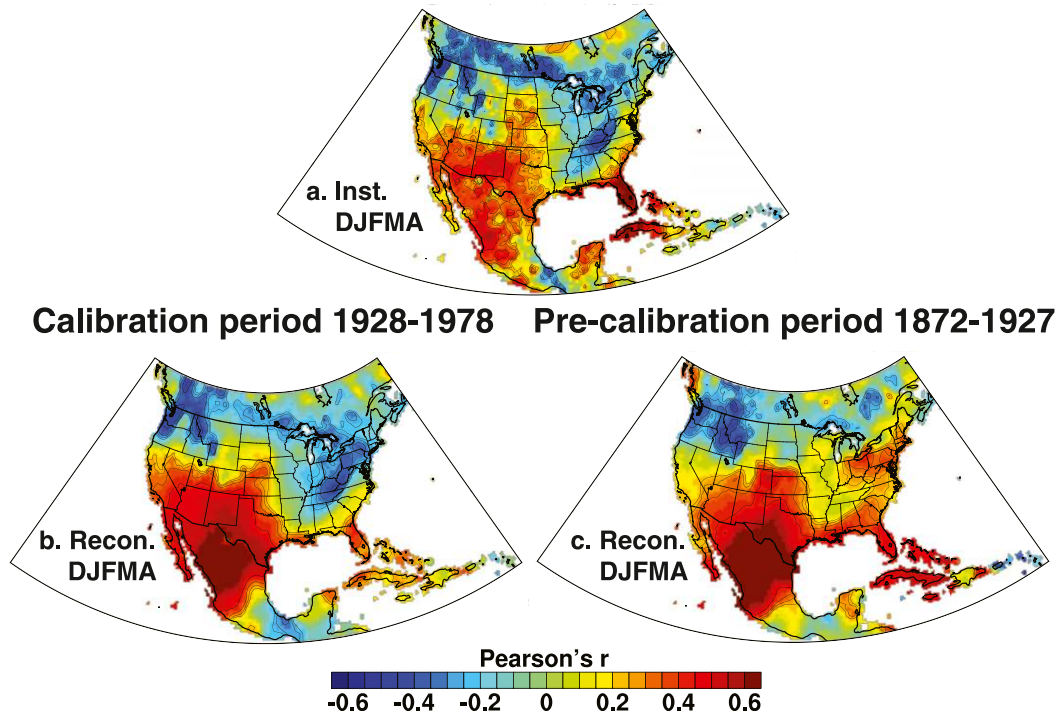 a. Inst.
DJFMA
Calibration period 1928-1978
Pre-calibration period 1872-1927
b. Recon.
DJFMA
c. Recon.
DJFMA
Pearson's r
-0.6 -0.4 -0.2 0 0.2 0.4 0.6